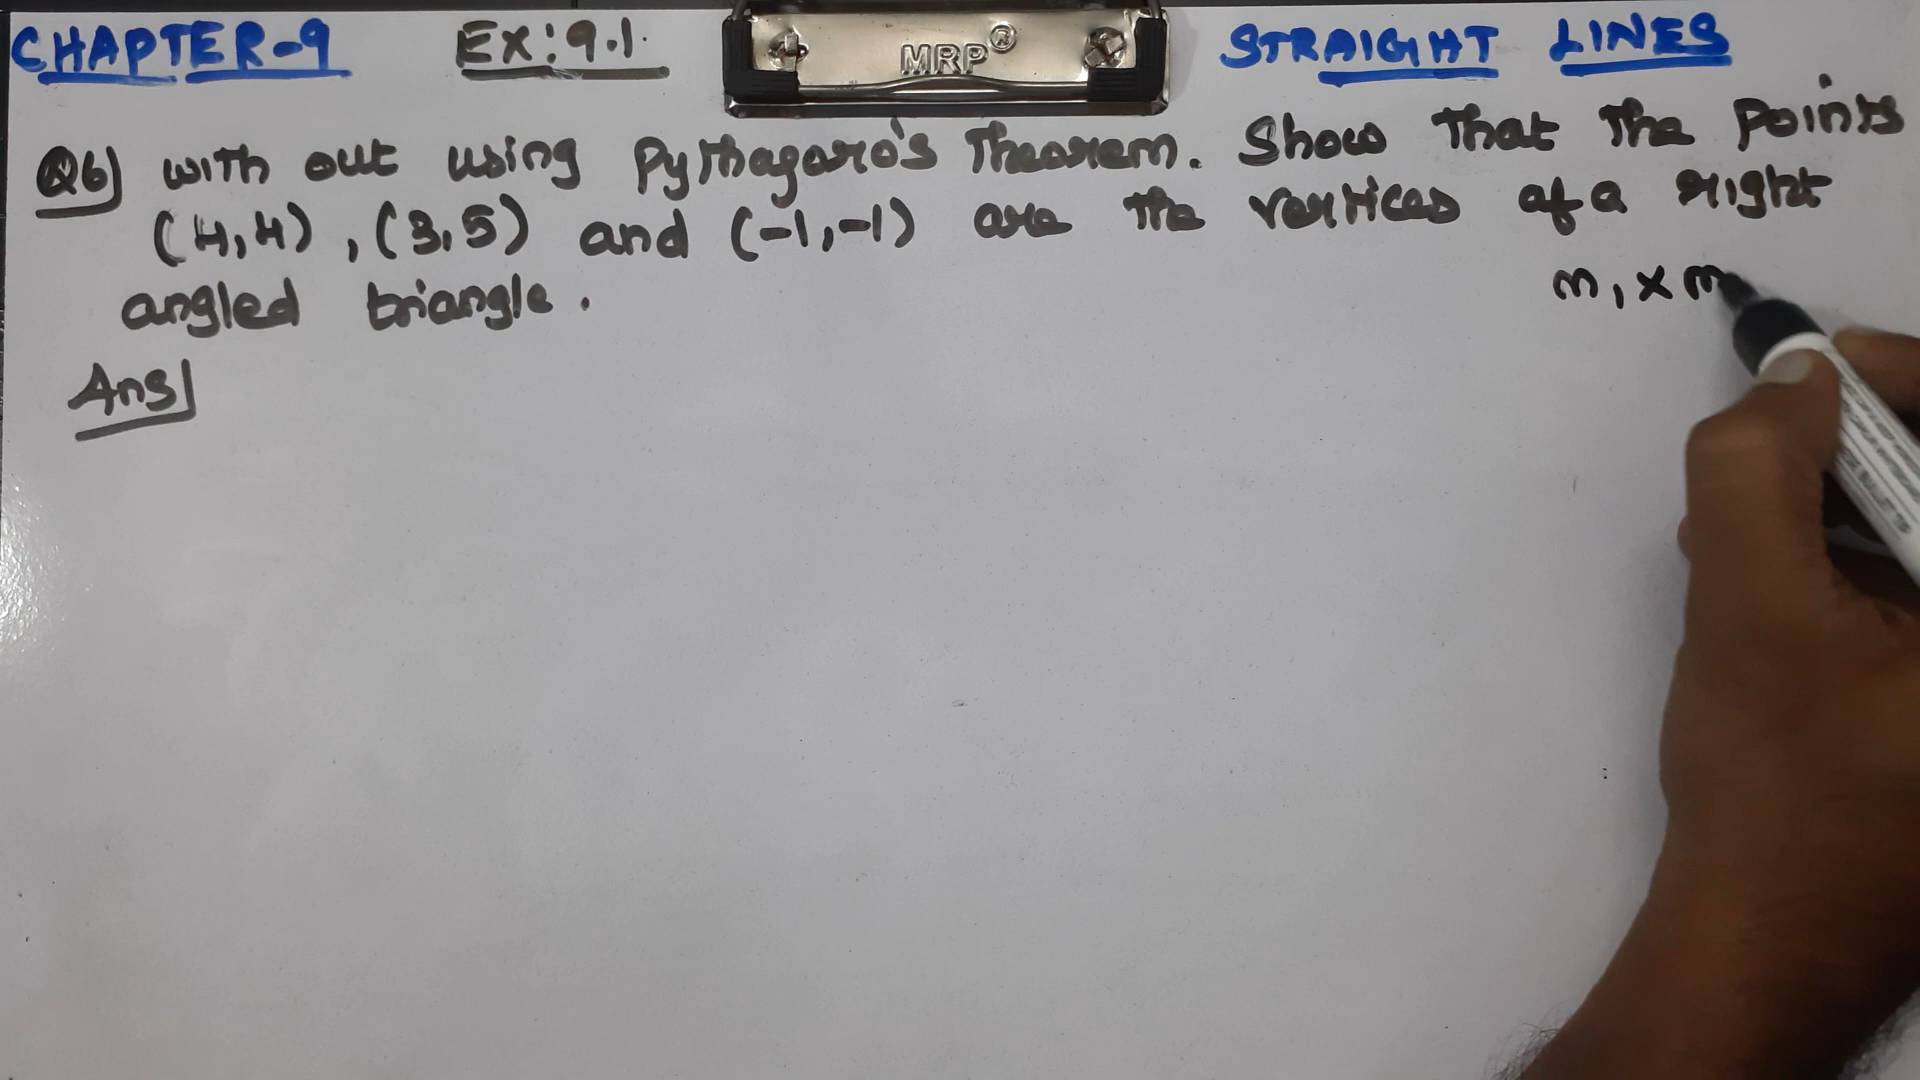 CHAPTER-9 EX:9.1. MRP® STRAIGHT LINES
Q6) with out using Pythagoro's Theorem. Show that the points
(4,4), (3,5) and (-1,-1) are the vertices of a right
angled triangle.
m₁ x m
Ans